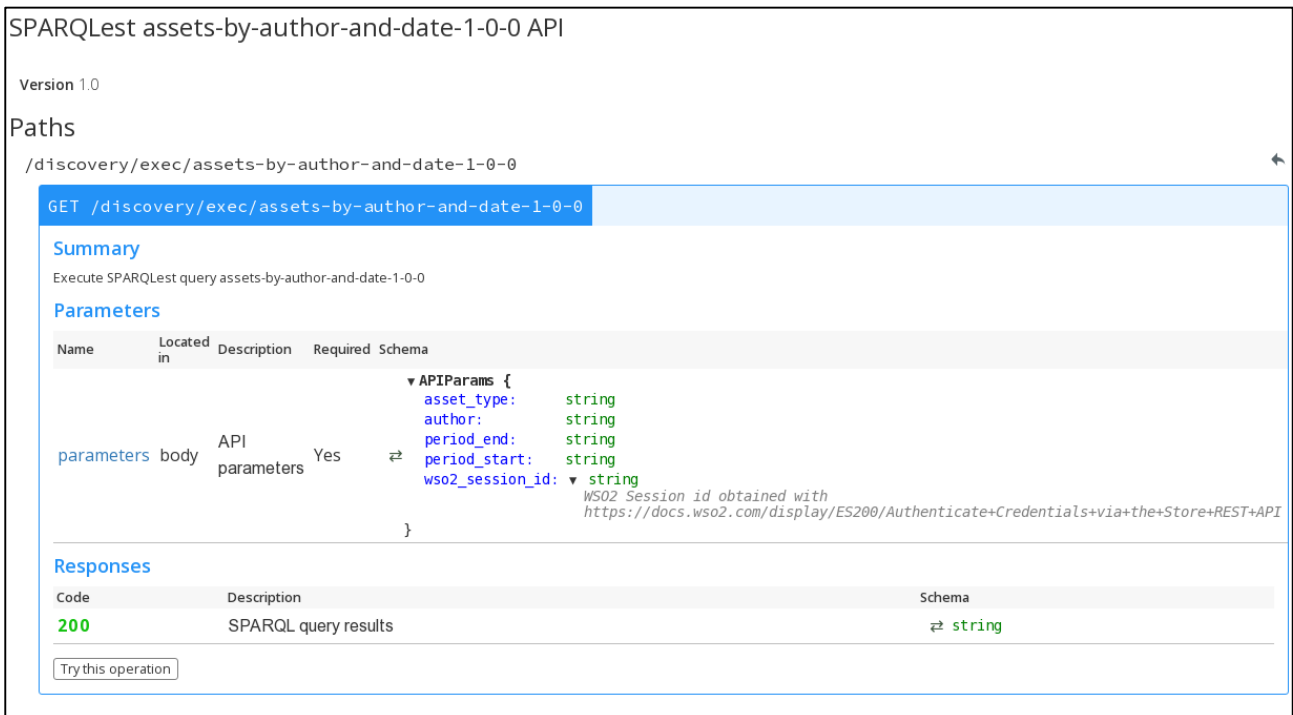 SPARQLest assets-by-author-and-date-1-0-0 API
Version 1.0
Paths
/discovery/exec/assets-by-author-and-date-1-0-0
GET /discovery/exec/assets-by-author-and-date-1-0-0
Summary
Execute SPARQLest query assets-by-author-and-date-1-0-0
Parameters
Name Located in Description Required Schema
APIParams {
asset_type: string
author: string
period_end: string
parameters body API parameters Yes ⇄ period_start: string
wso2_session_id: ▼ string
WSO2 Session id obtained with
https://docs.wso2.com/display/ES200/Authenticate+Credentials+via+the+Store+REST+API
}
Responses
Code Description Schema
200 SPARQL query results ⇄ string
Try this operation